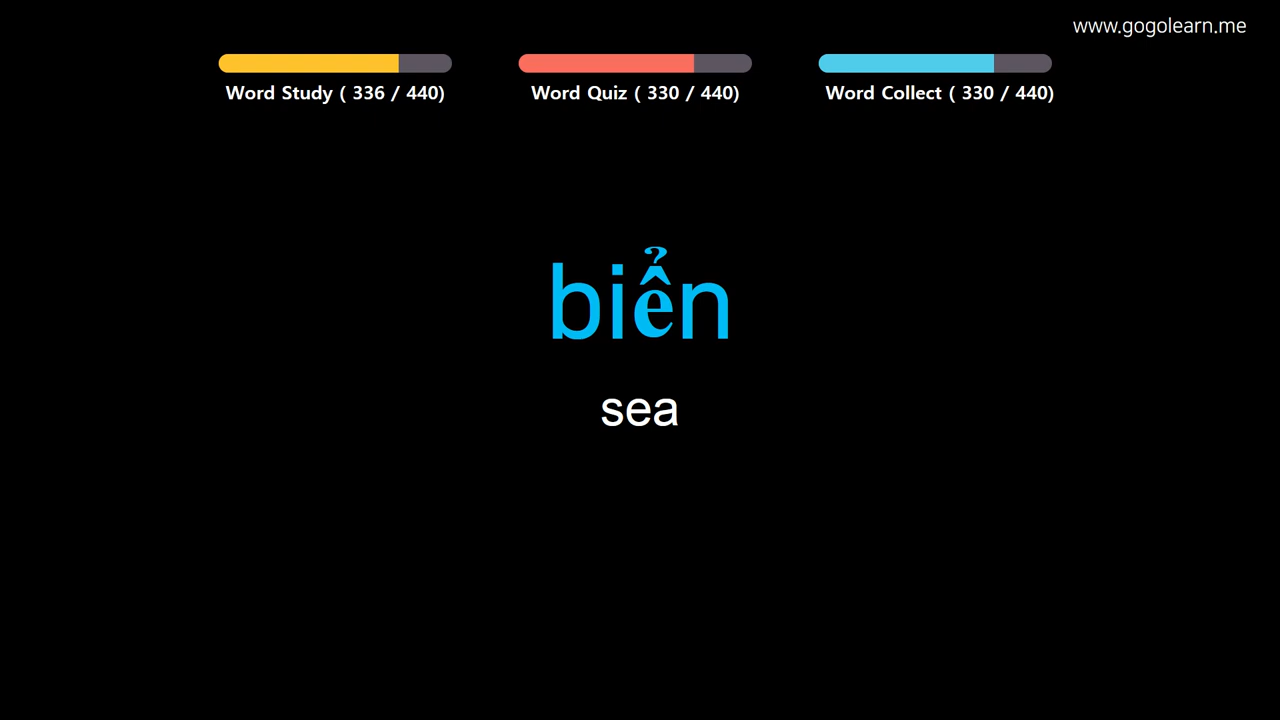 www.gogolearn.me
Word Study ( 336 / 440)
Word Quiz ( 330 / 440)
Word Collect ( 330 / 440)
biển
sea